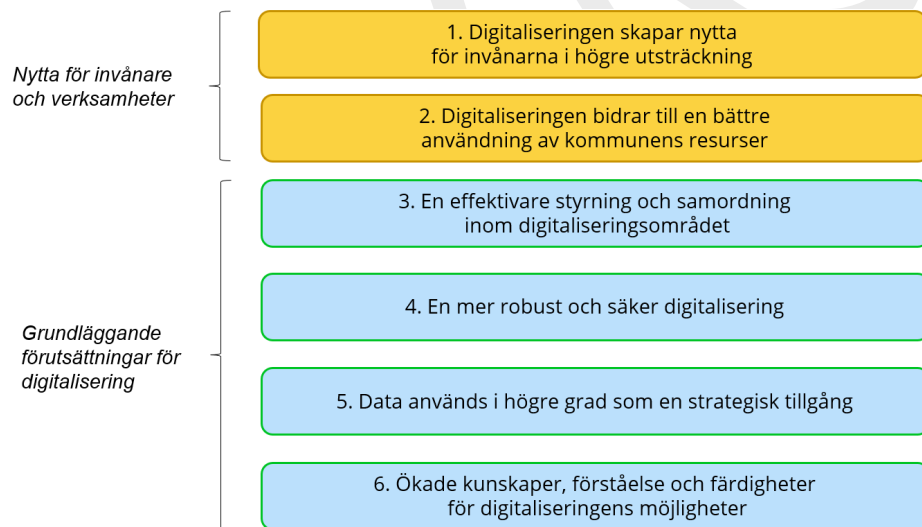 Nytta för invånare
och verksamheter
1. Digitaliseringen skapar nytta
för invånarna i högre utsträckning
2. Digitaliseringen bidrar till en bättre
användning av kommunens resurser
Grundläggande
förutsättningar för
digitalisering
3. En effektivare styrning och samordning
inom digitaliseringsområdet
4. En mer robust och säker digitalisering
5. Data används i högre grad som en strategisk tillgång
6. Ökade kunskaper, förståelse och färdigheter
för digitaliseringens möjligheter